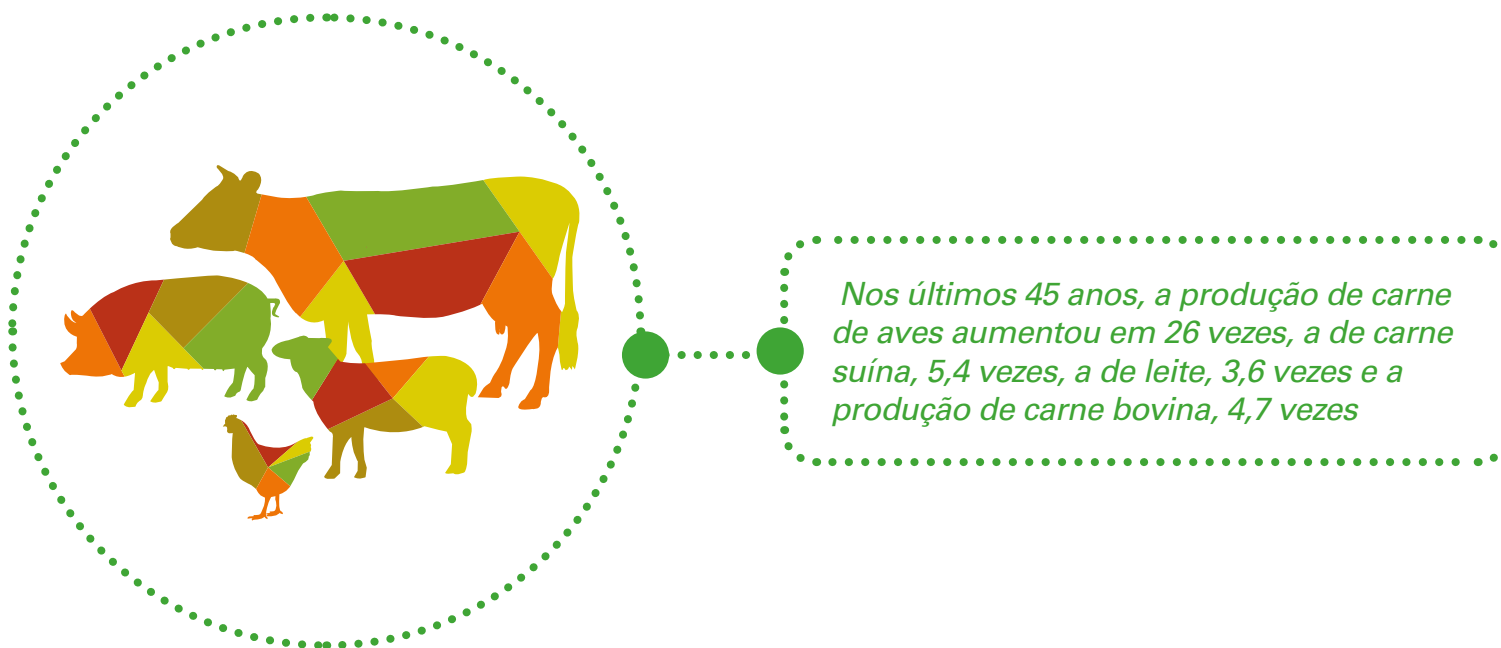 Nos últimos 45 anos, a produção de carne
de aves aumentou em 26 vezes, a de carne
suína, 5,4 vezes, a de leite, 3,6 vezes e a
produção de carne bovina, 4,7 vezes